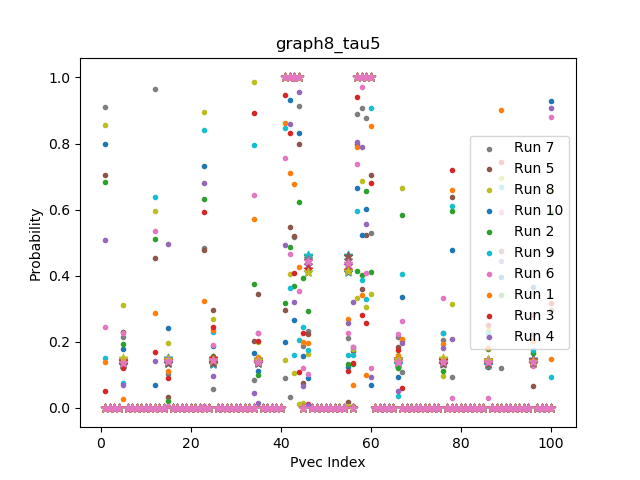 graph8_tau5
1.0
0.8
0.6
0.4
0.2
0.0
Probability
0
20
40
60
80
100
Pvec Index
Run 7
Run 5
Run 8
Run 10
Run 2
Run 9
Run 6
Run 1
Run 3
Run 4